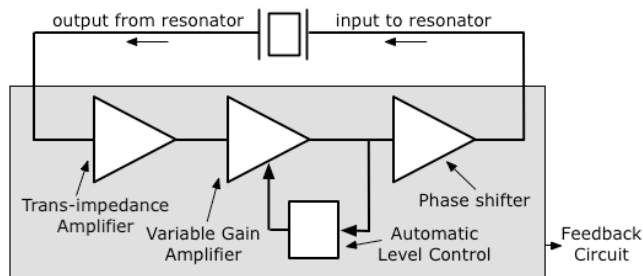 output from resonator
input to resonator
Trans-impedance
Amplifier
Variable Gain
Amplifier
Automatic
Level Control
Phase shifter
Feedback
Circuit